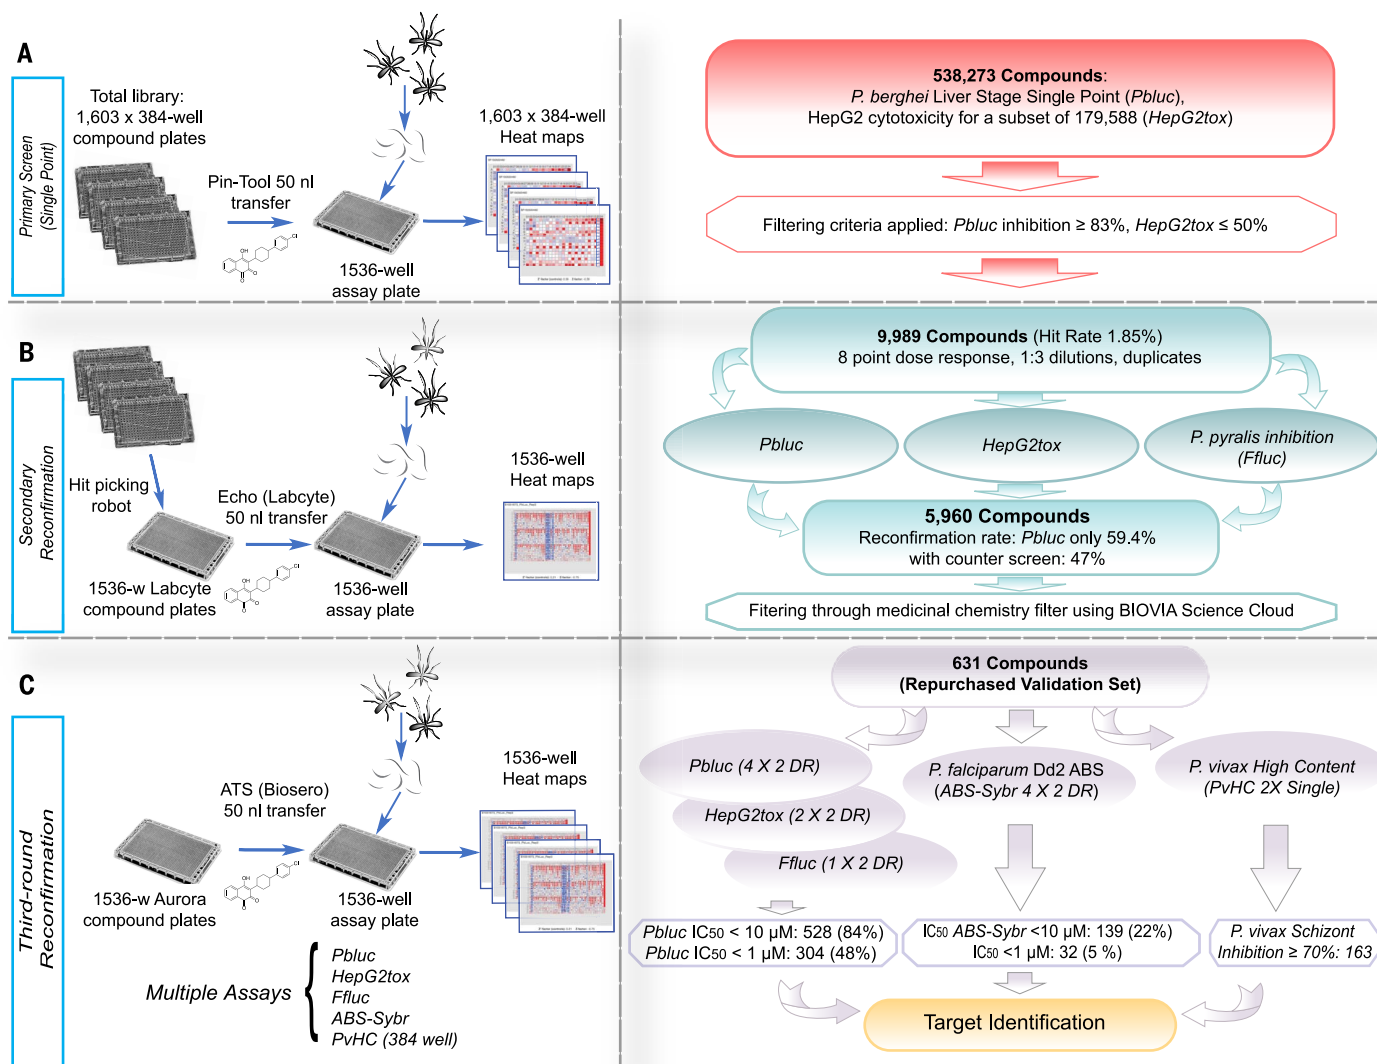 A
Primary Screen
(Single Point)
Total library:
1,603 x 384-well
compound plates
Pin-Tool 50 nl
transfer
OH
Cl
O
O
1536-well
assay plate
1,603 x 384-well
Heat maps
538,273 Compounds:
P. berghei Liver Stage Single Point (Pbluc),
HepG2 cytotoxicity for a subset of 179,588 (HepG2tox)
Filtering criteria applied: Pbluc inhibition ≥ 83%, HepG2tox ≤ 50%
B
Secondary
Reconfirmation
Hit picking
robot
1536-w Labcyte
compound plates
Echo (Labcyte)
50 nl transfer
OH
Cl
O
O
1536-well
assay plate
1536-well
Heat maps
9,989 Compounds (Hit Rate 1.85%)
8 point dose response, 1:3 dilutions, duplicates
Pbluc
HepG2tox
P. pyralis inhibition
(Ffluc)
5,960 Compounds
Reconfirmation rate: Pbluc only 59.4%
with counter screen: 47%
Fitering through medicinal chemistry filter using BIOVIA Science Cloud
C
Third-round
Reconfirmation
1536-w Aurora
compound plates
ATS (Biosero)
50 nl transfer
OH
Cl
O
O
1536-well
assay plate
1536-well
Heat maps
Multiple Assays
Pbluc
HepG2tox
Ffluc
ABS-Sybr
PvHC (384 well)
631 Compounds
(Repurchased Validation Set)
Pbluc (4 X 2 DR)
HepG2tox (2 X 2 DR)
Ffluc (1 X 2 DR)
P. falciparum Dd2 ABS
(ABS-Sybr 4 X 2 DR)
P. vivax High Content
(PvHC 2X Single)
Pbluc IC50 < 10 µM: 528 (84%)
Pbluc IC50 < 1 µM: 304 (48%)
IC50 ABS-Sybr <10 µM: 139 (22%)
IC50 <1 µM: 32 (5 %)
P. vivax Schizont
Inhibition ≥ 70%: 163
Target Identification